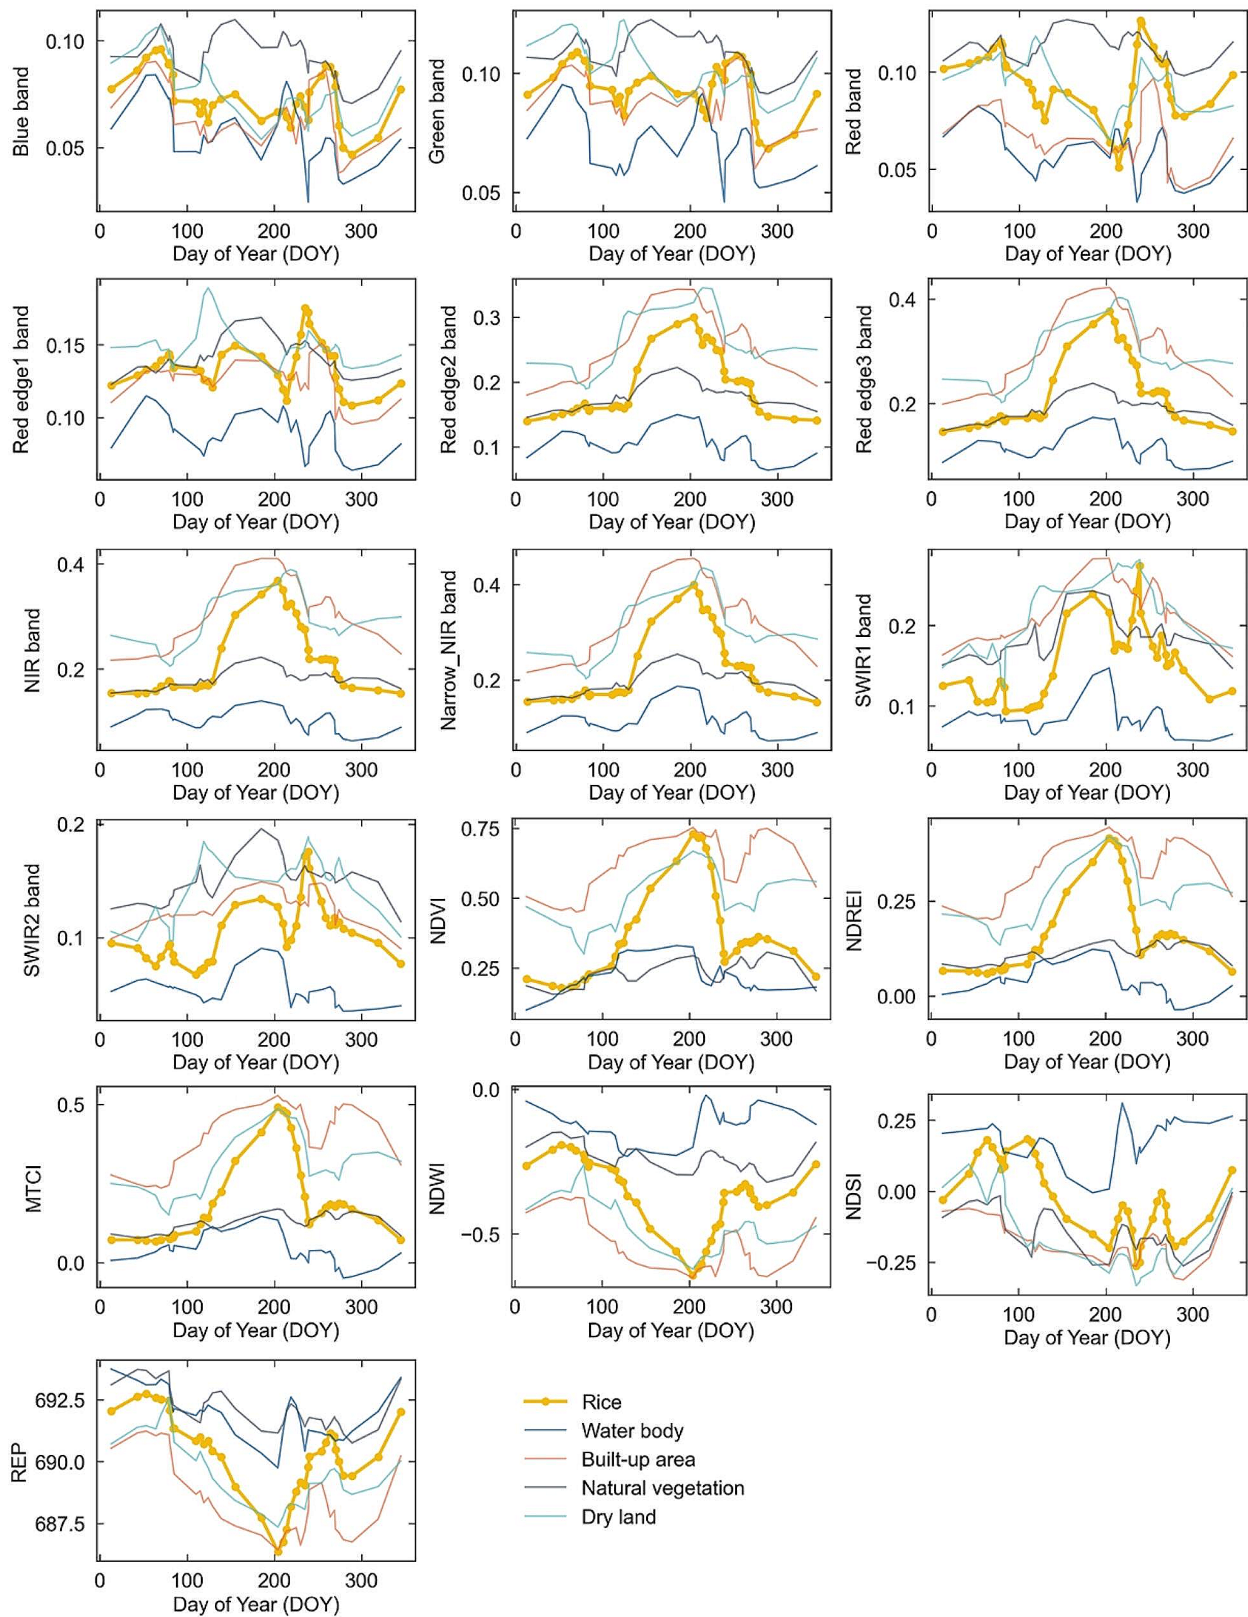 Blue band
0.10
0.05
0 100 200 300
Day of Year (DOY)
Green band
0.10
0.05
0 100 200 300
Day of Year (DOY)
Red band
0.10
0.05
0 100 200 300
Day of Year (DOY)
Red edge1 band
0.15
0.10
0 100 200 300
Day of Year (DOY)
Red edge2 band
0.3
0.2
0.1
0 100 200 300
Day of Year (DOY)
Red edge3 band
0.4
0.2
0 100 200 300
Day of Year (DOY)
NIR band
0.4
0.2
0 100 200 300
Day of Year (DOY)
Narrow_NIR band
0.4
0.2
0 100 200 300
Day of Year (DOY)
SWIR1 band
0.2
0.1
0 100 200 300
Day of Year (DOY)
SWIR2 band
0.2
0.1
0 100 200 300
Day of Year (DOY)
NDVI
0.75
0.50
0.25
0 100 200 300
Day of Year (DOY)
NDREI
0.25
0.00
0 100 200 300
Day of Year (DOY)
MTCI
0.5
0.0
0 100 200 300
Day of Year (DOY)
NDWI
0.0
−0.5
0 100 200 300
Day of Year (DOY)
NDSI
0.25
0.00
−0.25
0 100 200 300
Day of Year (DOY)
REP
692.5
690.0
687.5
0 100 200 300
Day of Year (DOY)
Rice
Water body
Built-up area
Natural vegetation
Dry land